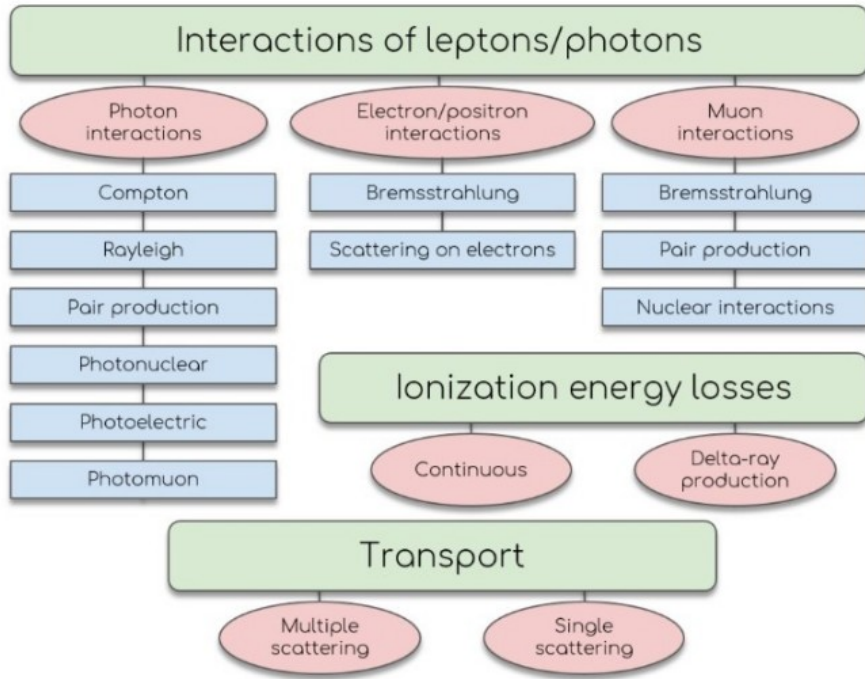 Interactions of leptons/photons
Photon
interactions
Compton
Rayleigh
Pair production
Photonuclear
Photoelectric
Photomuon
Electron/positron
interactions
Bremsstrahlung
Scattering on electrons
Muon
interactions
Bremsstrahlung
Pair production
Nuclear interactions
Ionization energy losses
Continuous
Delta-ray
production
Transport
Multiple
scattering
Single
scattering